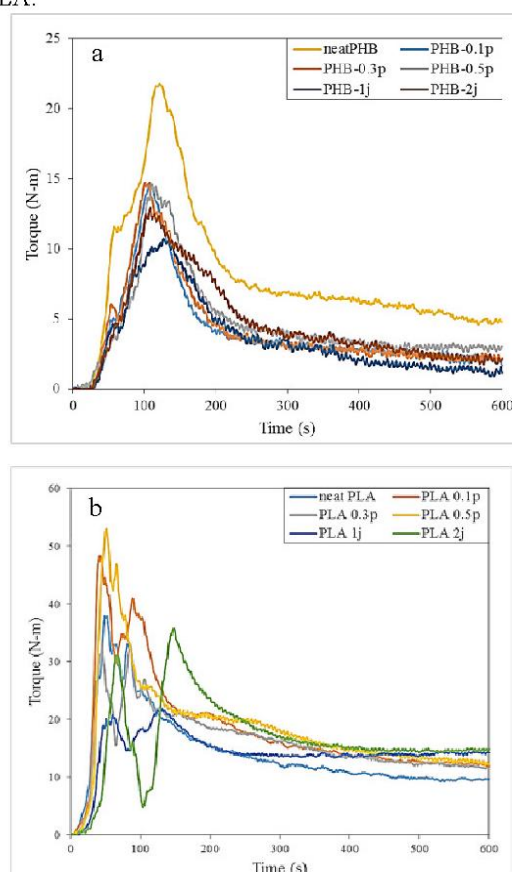 PLA.
a
neatPHB PHB-0.1p
PHB-0.3p PHB-0.5p
PHB-1j PHB-2j
25
20
15
10
5
0
Torque (N-m)
0 100 200 300 400 500 600
Time (s)
b
neat PLA PLA 0.1p
PLA 0.3p PLA 0.5p
PLA 1j PLA 2j
60
50
40
30
20
10
0
Torque (N-m)
0 100 200 300 400 500 600
Time (s)